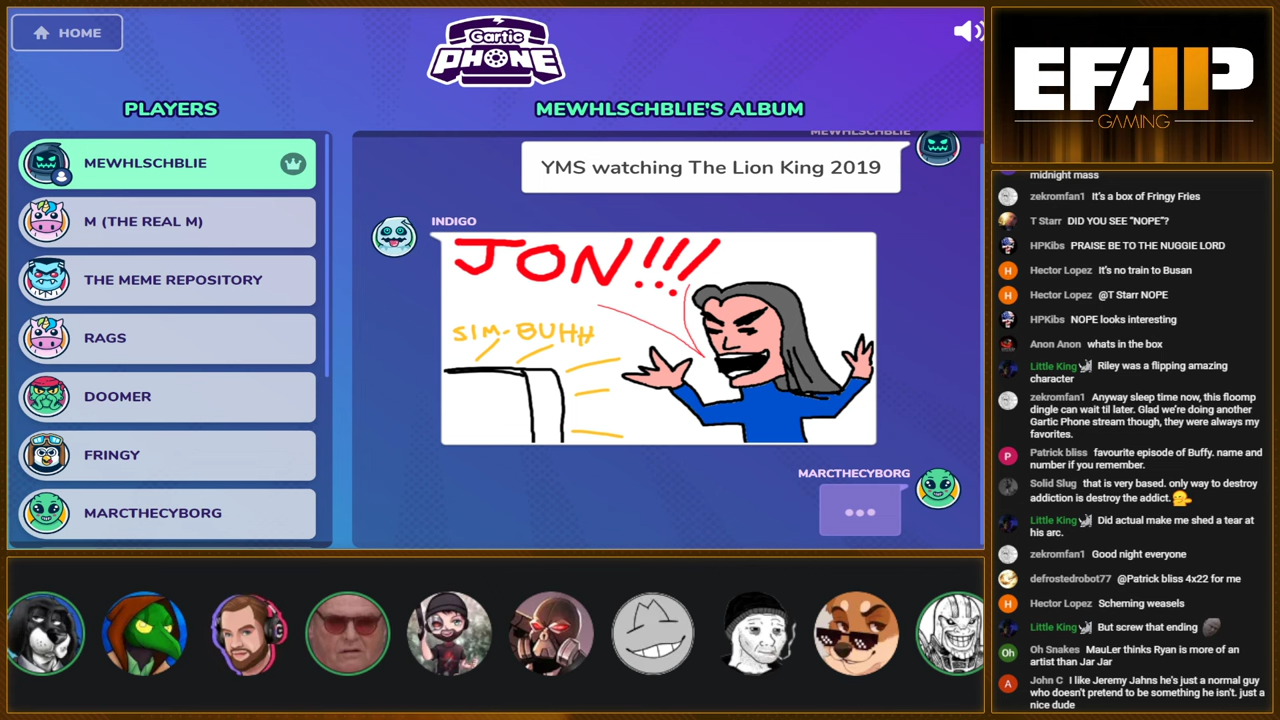 HOME
Gartic
PHONE
PLAYERS
MEWHLSCHBLIE
M (THE REAL M)
THE MEME REPOSITORY
RAGS
DOOMER
FRINGY
MARCTHECYBORG
MEWHLSCHBLIE'S ALBUM
MEWHLSCHBLIE
YMS watching The Lion King 2019
INDIGO
JON!!!
SIM-BUHH
MARCTHECYBORG
EFAP
GAMING
midnight mass
zekromfan1 It's a box of Fringy Fries
T Starr DID YOU SEE “NOPE”?
HPKibs PRAISE BE TO THE NUGGIE LORD
H
Hector Lopez It's no train to Busan
H
Hector Lopez @T Starr NOPE
HPKibs NOPE looks interesting
Anon Anon whats in the box
Little King Riley was a flipping amazing
character
zekromfan1 Anyway sleep time now, this floomp
dingle can wait til later. Glad we're doing another
Gartic Phone stream though, they were always my
favorites.
P
Patrick bliss favourite episode of Buffy. name and
number if you remember.
Solid Slug that is very based. only way to destroy
addiction is destroy the addict.
Little King Did actual make me shed a tear at
his arc.
zekromfan1 Good night everyone
defrostedrobot77 @Patrick bliss 4x22 for me
H
Hector Lopez Scheming weasels
Little King But screw that ending
Oh
Oh Snakes MauLer thinks Ryan is more of an
artist than Jar Jar
A
John C I like Jeremy Jahns he's just a normal guy
who doesn't pretend to be something he isn't. just a
nice dude